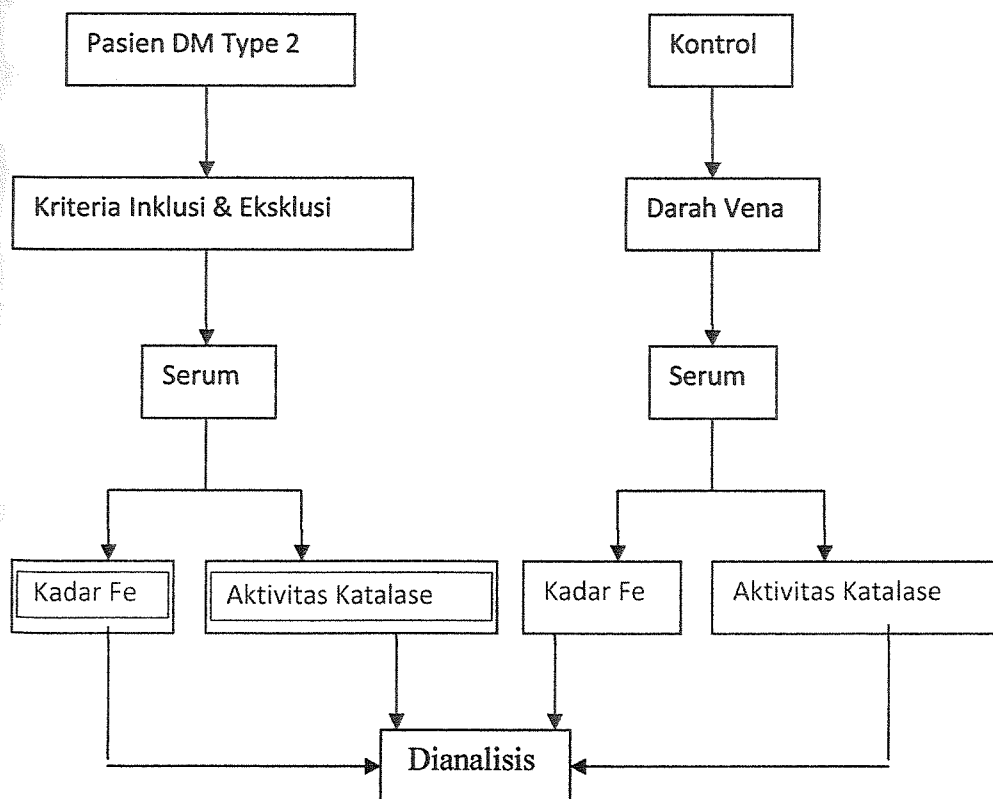 Pasien DM Type 2
Kontrol
Kriteria Inklusi & Eksklusi
Darah Vena
Serum
Serum
Kadar Fe
Aktivitas Katalase
Kadar Fe
Aktivitas Katalase
Dianalisis